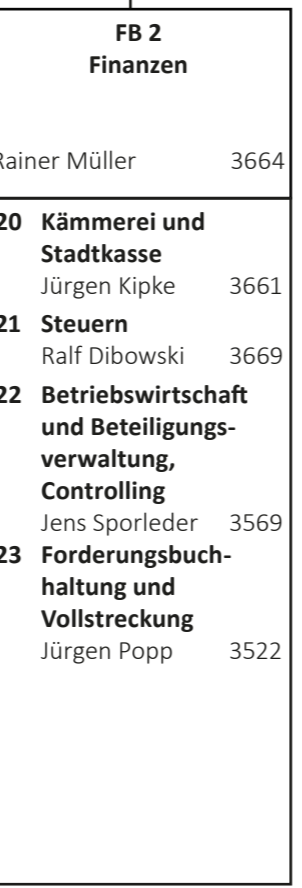 FB 2
Finanzen
Rainer Müller 3664
20 Kämmerei und
Stadtkasse
Jürgen Kipke 3661
21 Steuern
Ralf Dibowski 3669
22 Betriebswirtschaft
und Beteiligungs-
verwaltung,
Controlling
Jens Sporleder 3569
23 Forderungsbuch-
haltung und
Vollstreckung
Jürgen Popp 3522